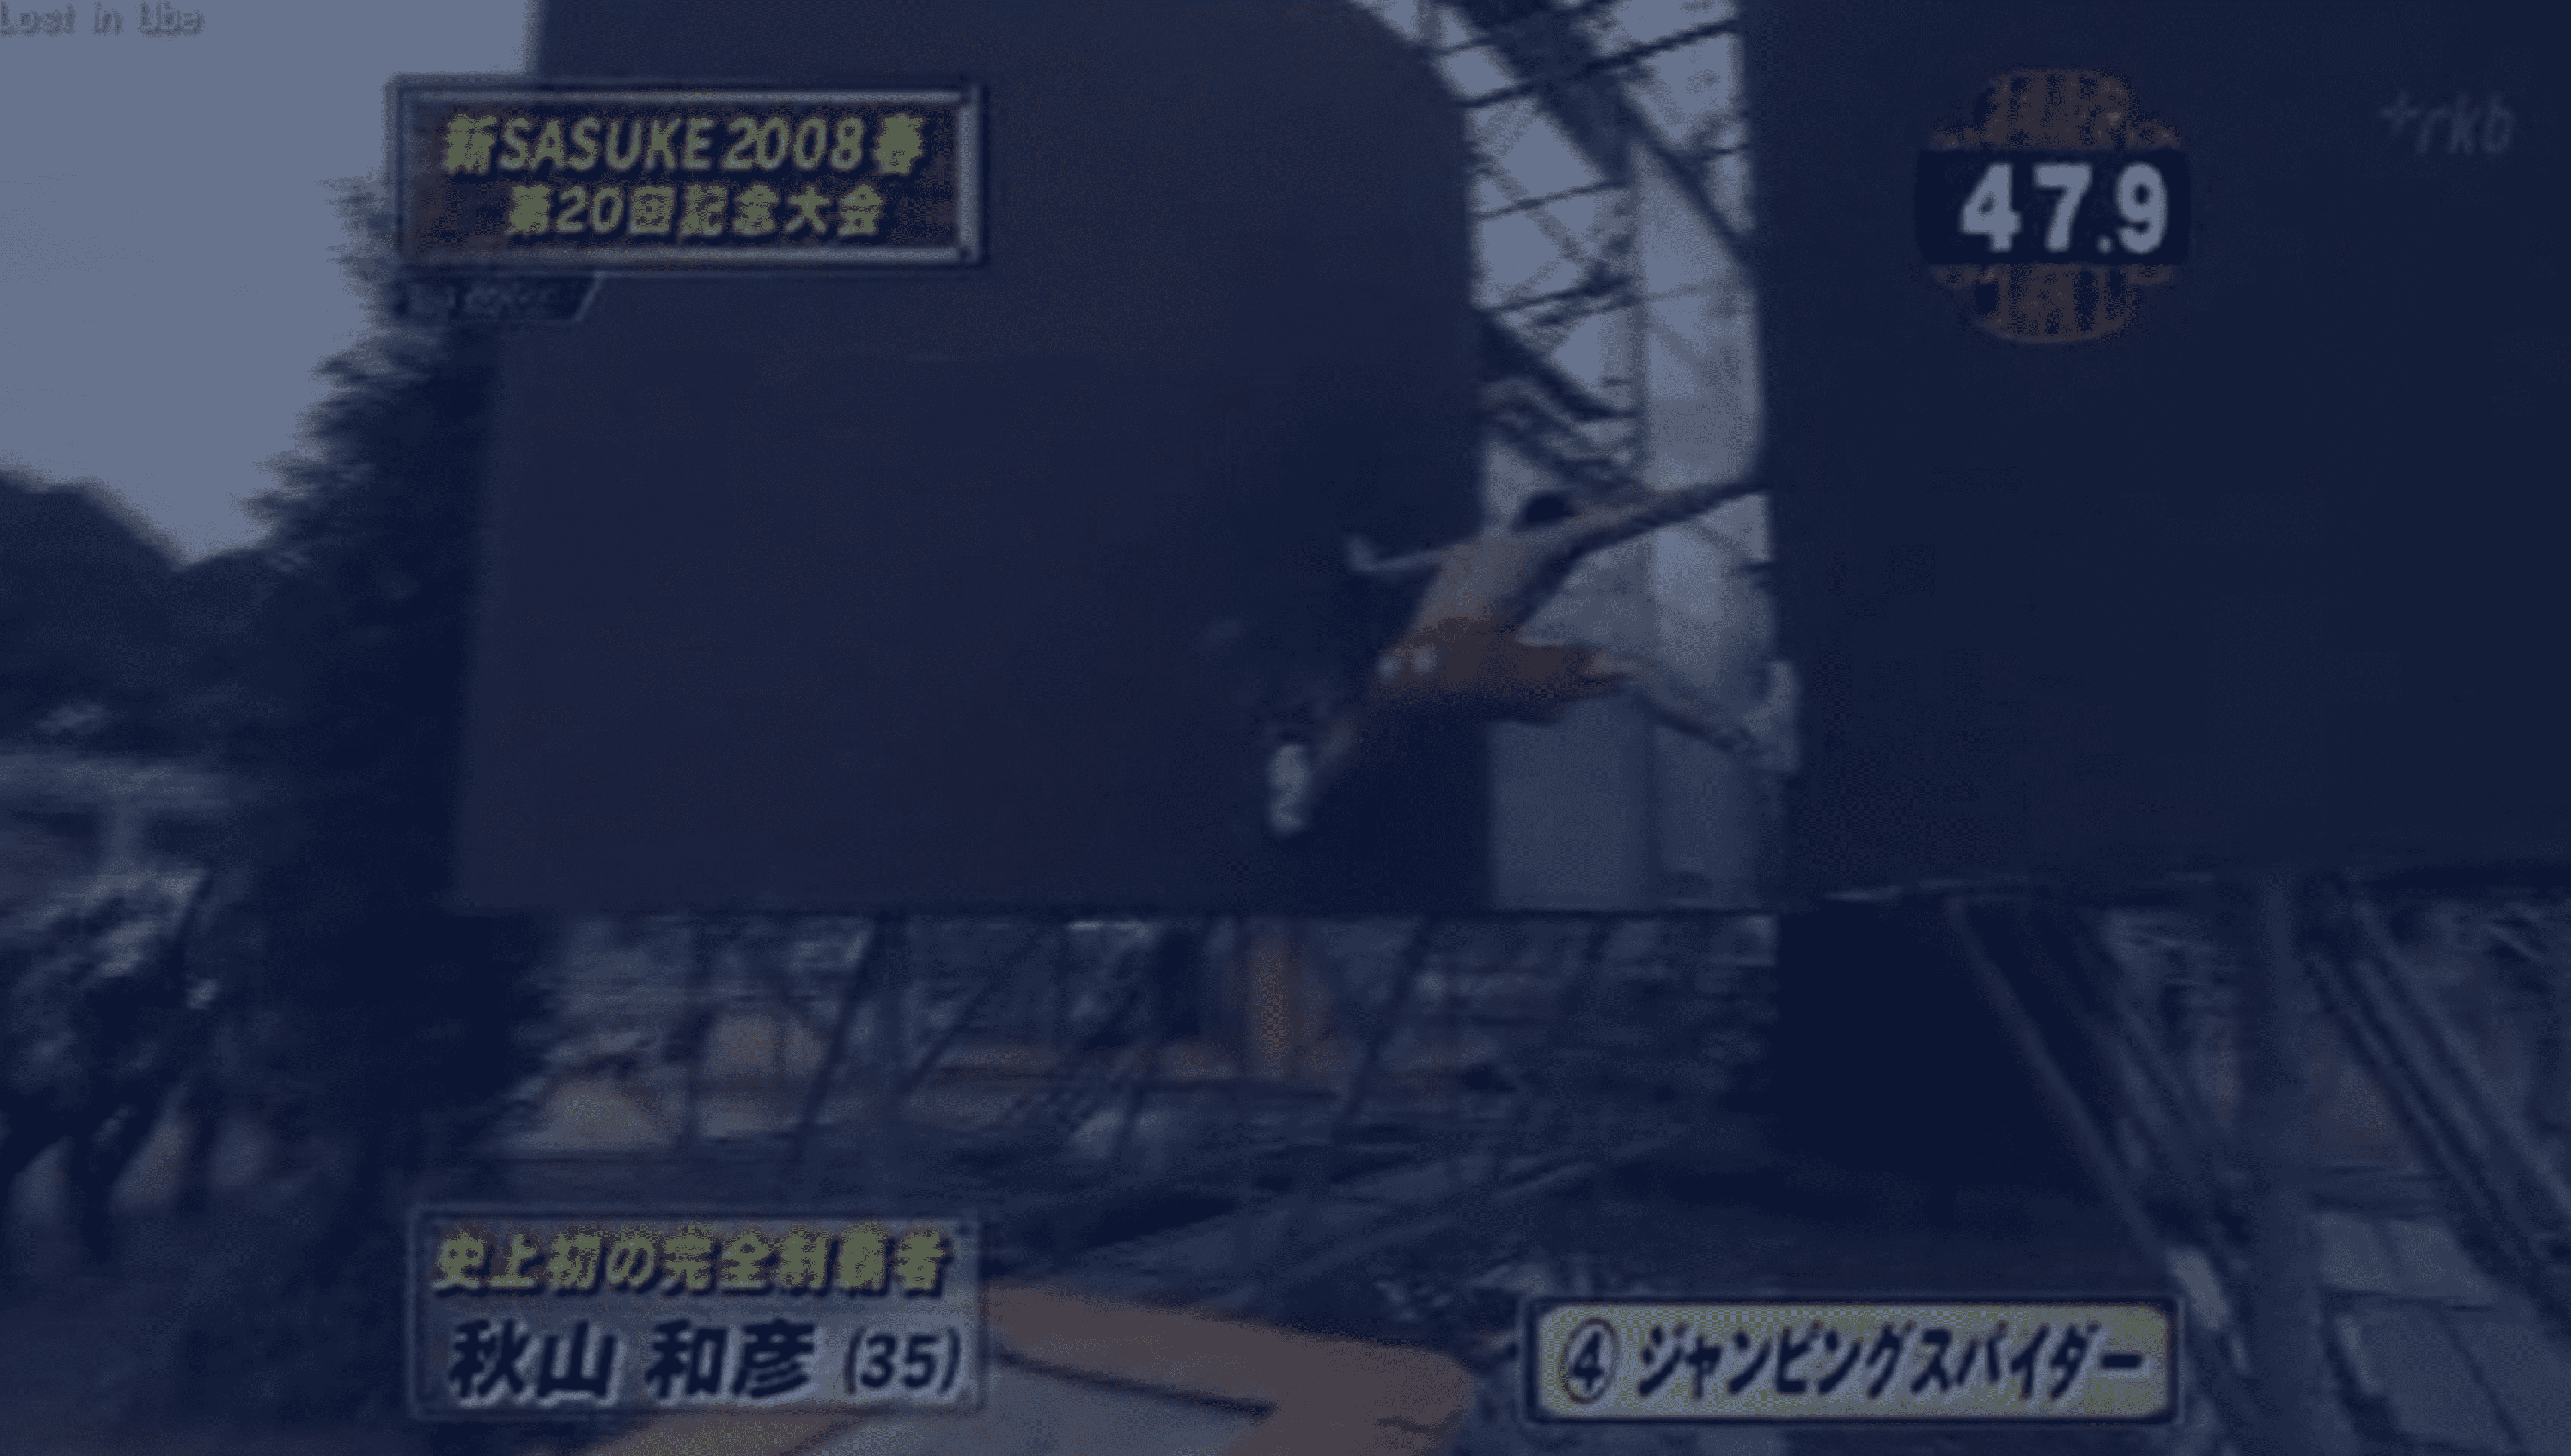 Lost in Ube
新SASUKE2008春
第20回記念大会
47.9
rkb
史上初の完全制覇者
秋山 和彦 (35)
④ ジャンピングスパイダー